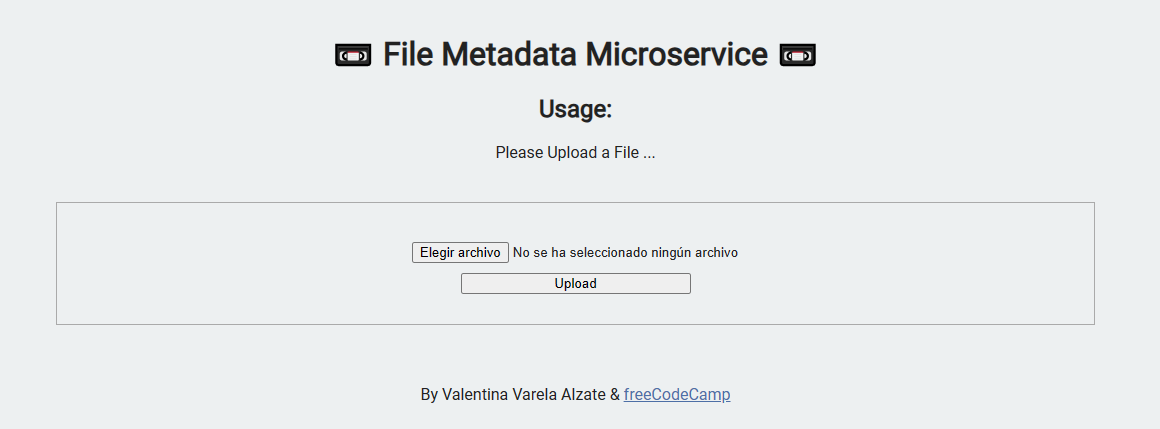 File Metadata Microservice
Usage:
Please Upload a File ...
Elegir archivo No se ha seleccionado ningún archivo
Upload
By Valentina Varela Alzate & freeCodeCamp